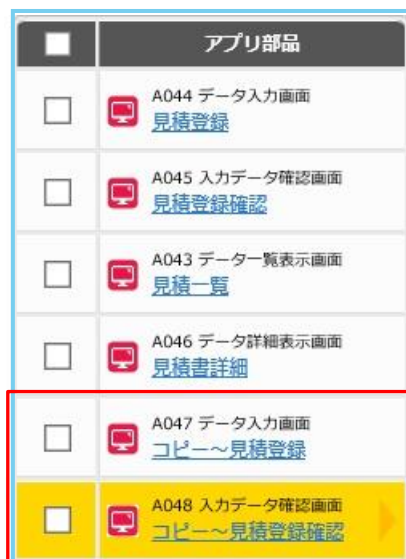 アプリ部品
A044 データ入力画面
見積登録
A045 入力データ確認画面
見積登録確認
A043 データ一覧表示画面
見積一覧
A046 データ詳細表示画面
見積書詳細
A047 データ入力画面
コピー～見積登録
A048 入力データ確認画面
コピー～見積登録確認